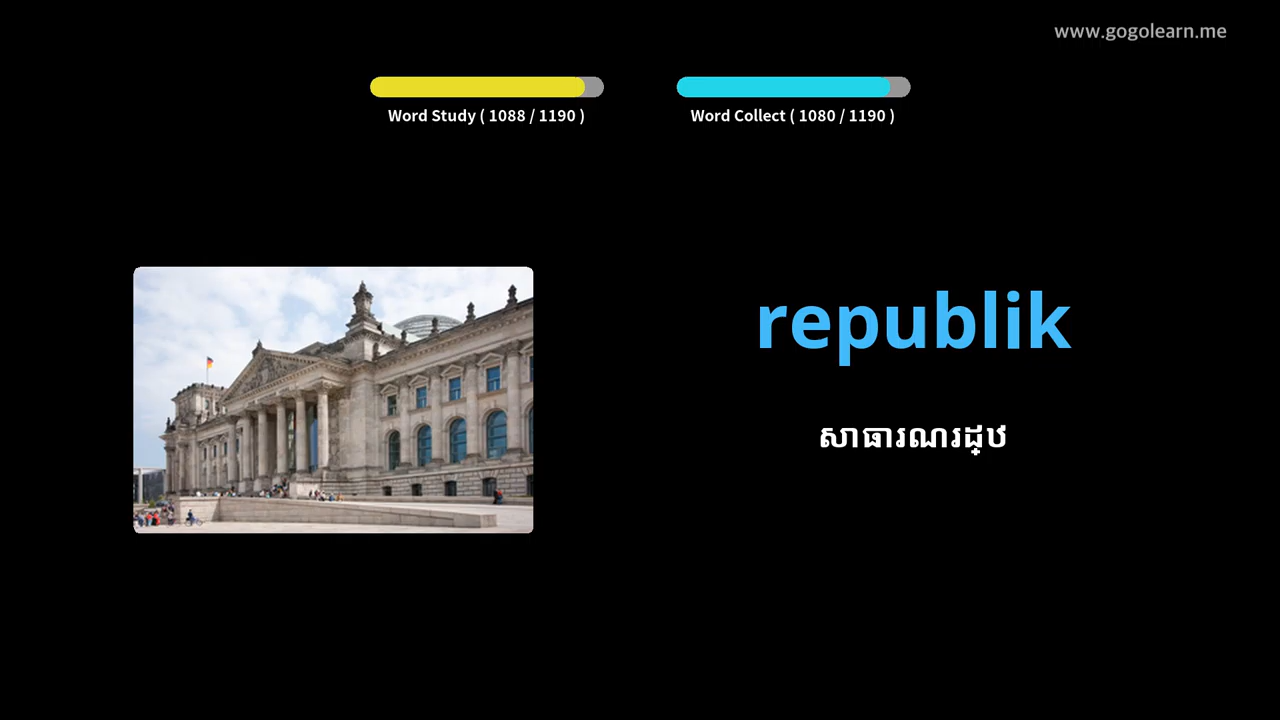 www.gogolearn.me
Word Study ( 1088 / 1190 )
Word Collect ( 1080 / 1190 )
republik
សាធារណរដ្ឋ